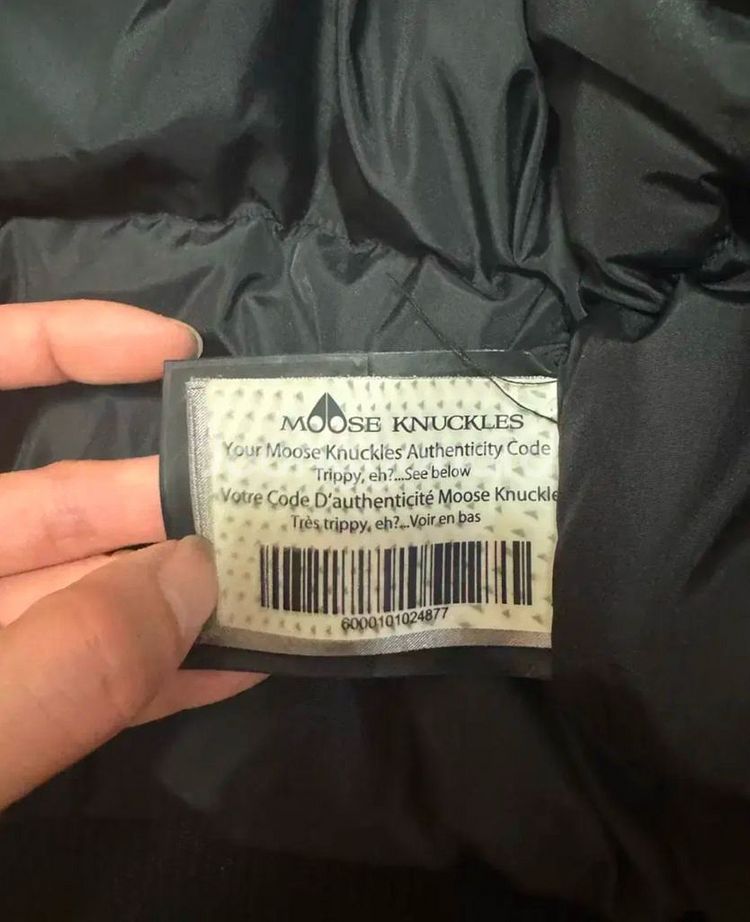 MOOSE KNUCKLES
Your Moose Knuckles Authenticity Code
Trippy, eh?...See below
Votre Code D'authenticité Moose Knuckle
Très trippy, eh?...Voir en bas
6000101024877